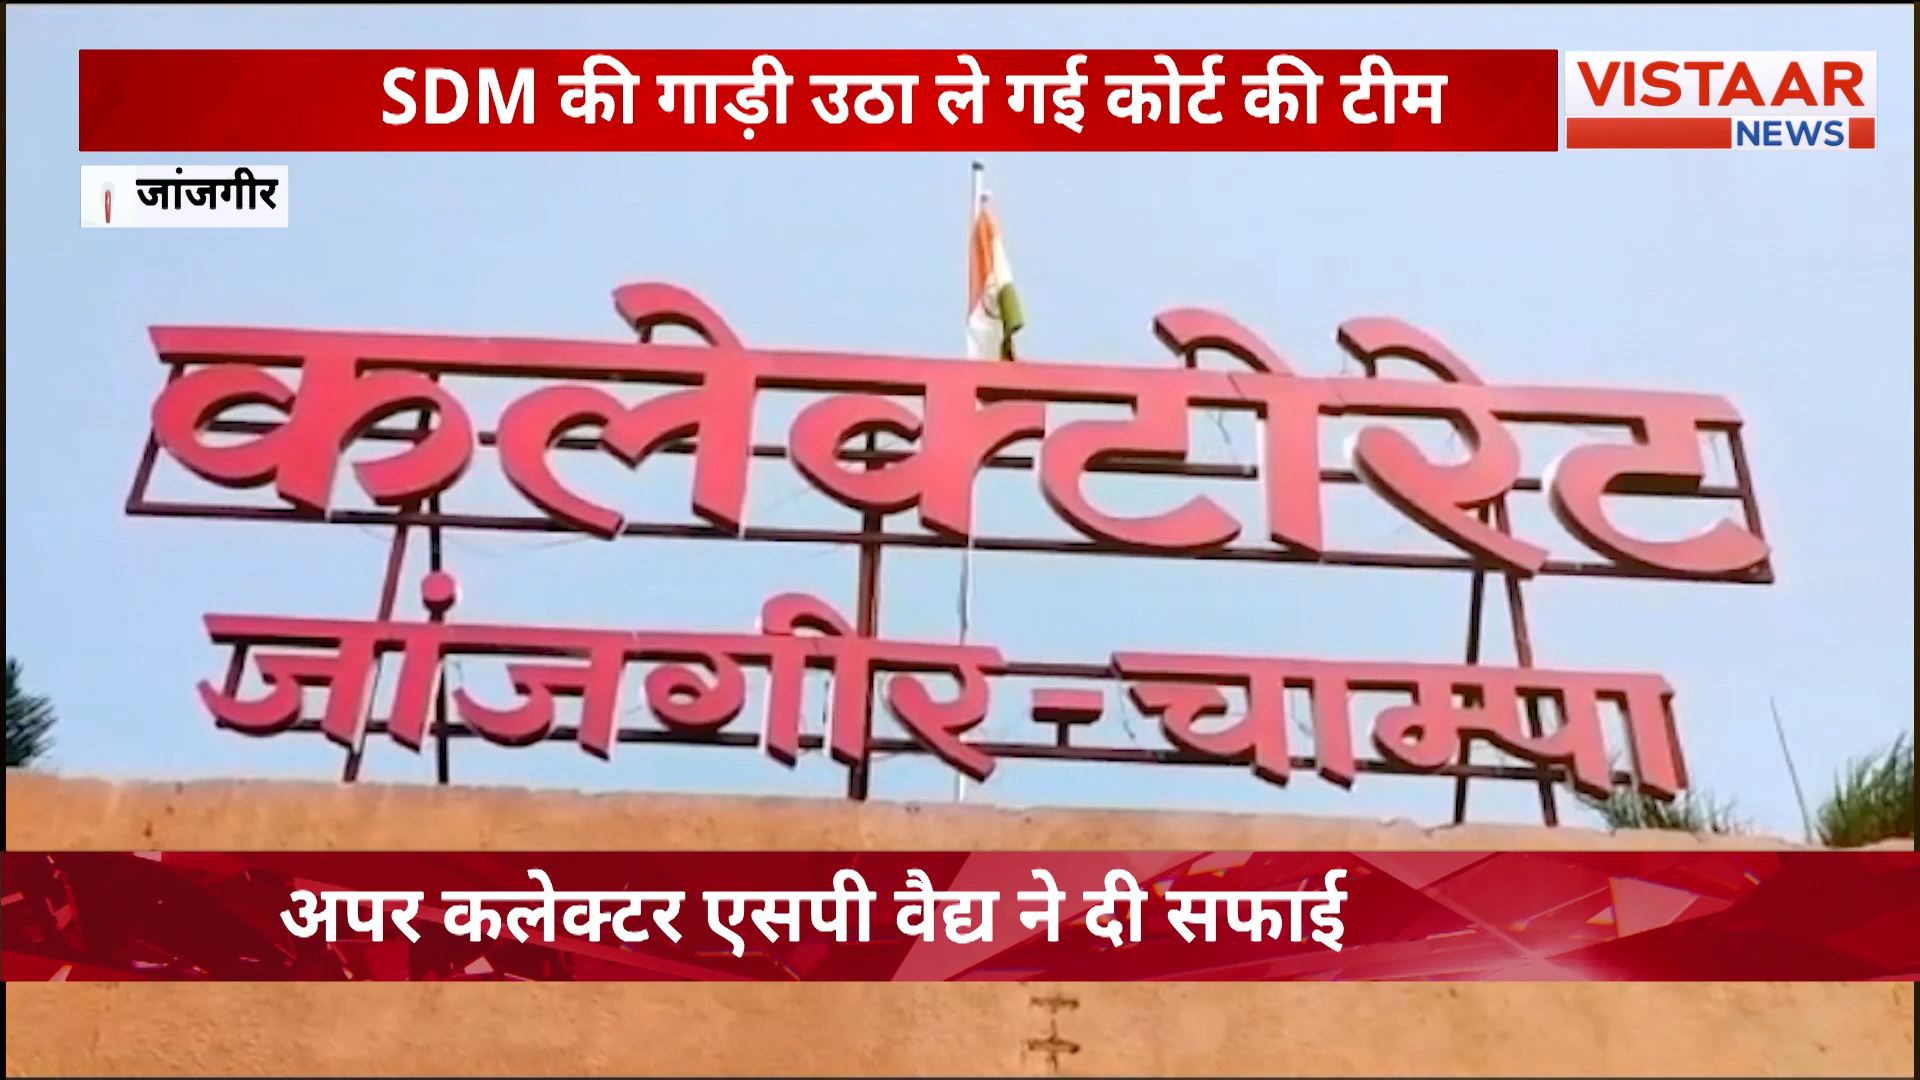 SDM की गाड़ी उठा ले गई कोर्ट की टीम
VISTAAR
NEWS
जांजगीर
कलेक्टोरेट
जांजगीर-चाम्पा
अपर कलेक्टर एसपी वैद्य ने दी सफाई